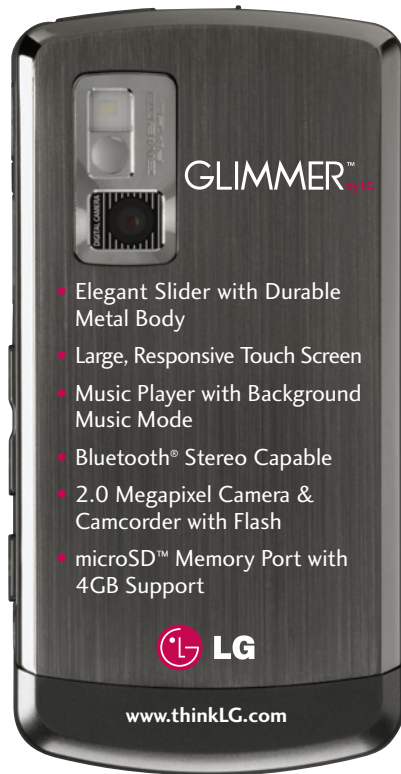 DIGITAL CAMERA
GLIMMER™
by LG
• Elegant Slider with Durable
Metal Body
• Large, Responsive Touch Screen
• Music Player with Background
Music Mode
• Bluetooth® Stereo Capable
• 2.0 Megapixel Camera &
Camcorder with Flash
• microSD™ Memory Port with
4GB Support
LG
www.thinkLG.com